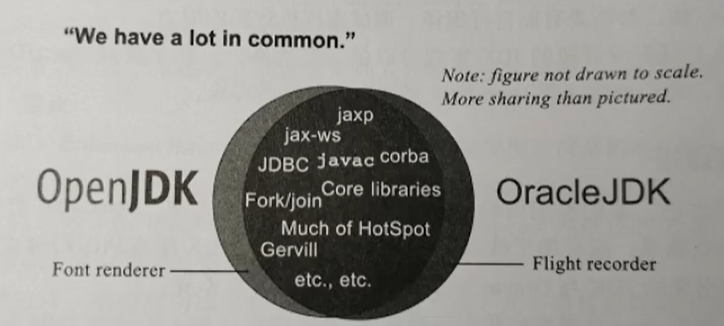 “We have a lot in common.”
Note: figure not drawn to scale.
More sharing than pictured.
jaxp
jax-ws
JDBC javac corba
OpenJDK
Fork/join Core libraries
OracleJDK
Much of HotSpot
Gervill
Font renderer
Flight recorder
etc., etc.